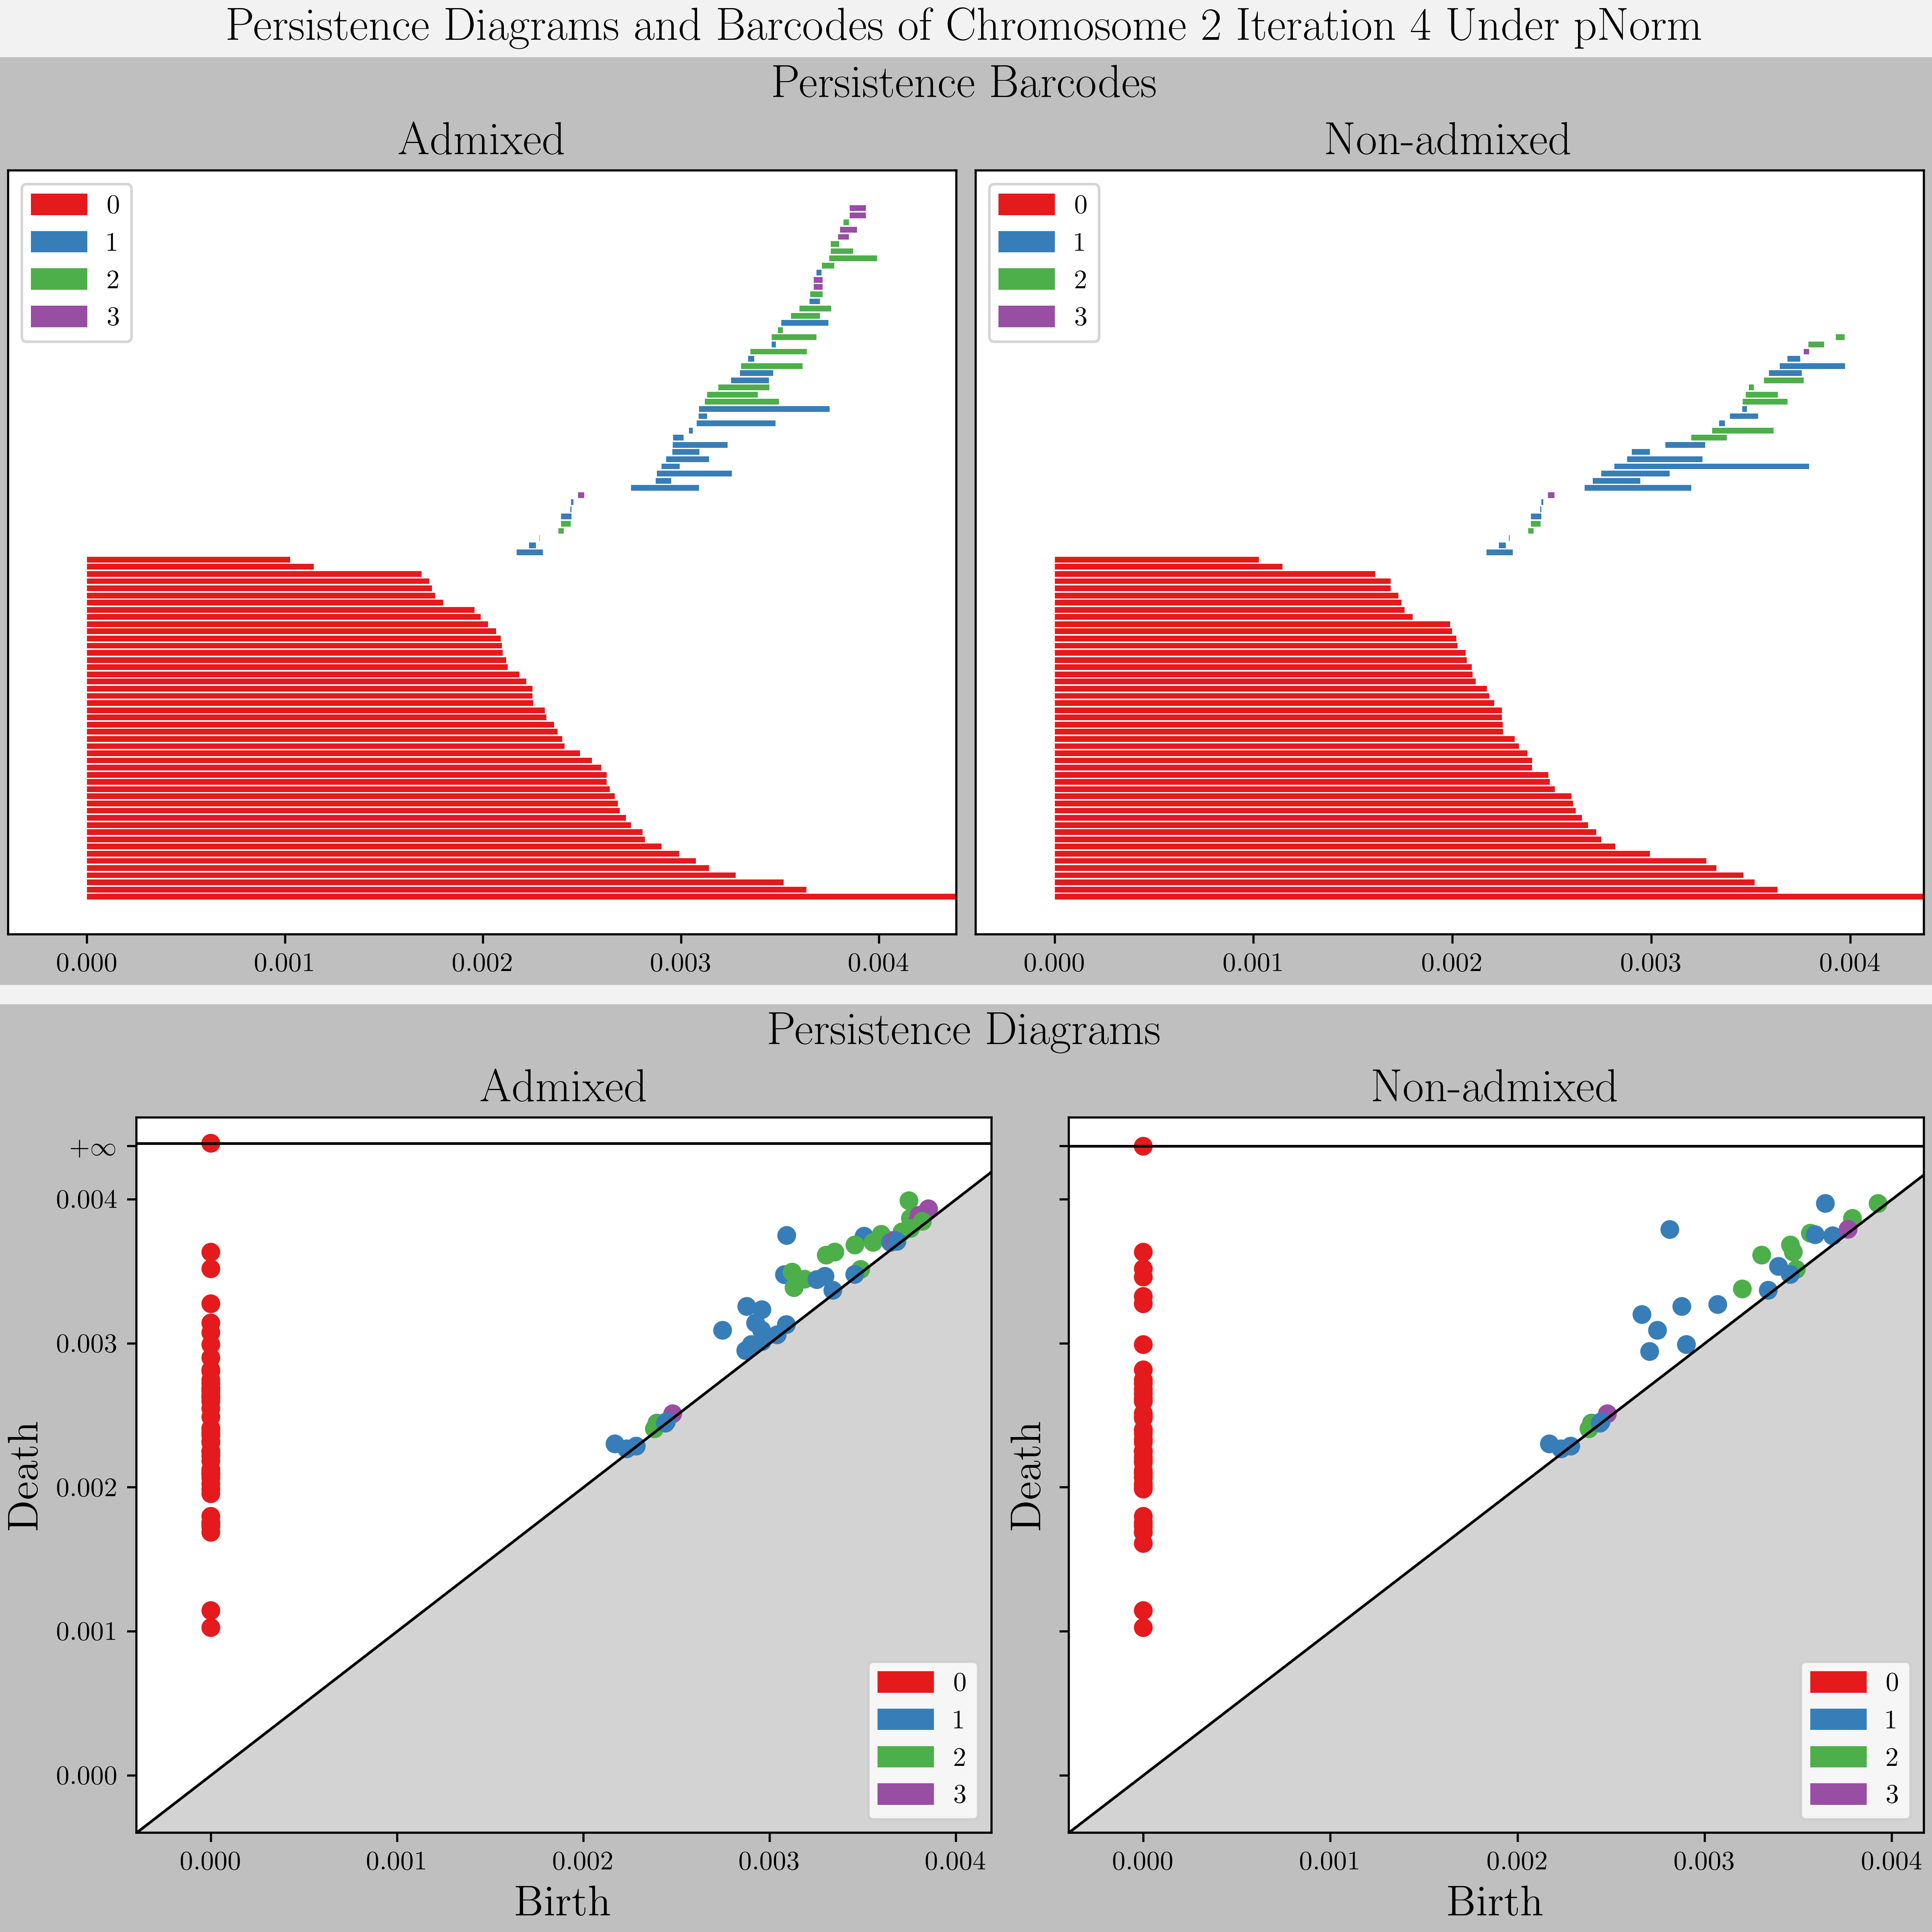 Persistence Diagrams and Barcodes of Chromosome 2 Iteration 4 Under pNorm
Persistence Barcodes
Admixed
0
1
2
3
0.000 0.001 0.002 0.003 0.004
Non-admixed
0
1
2
3
0.000 0.001 0.002 0.003 0.004
Persistence Diagrams
Admixed
Death
+∞
0.004
0.003
0.002
0.001
0.000
0
1
2
3
0.000 0.001 0.002 0.003 0.004
Birth
Non-admixed
Death
0
1
2
3
0.000 0.001 0.002 0.003 0.004
Birth